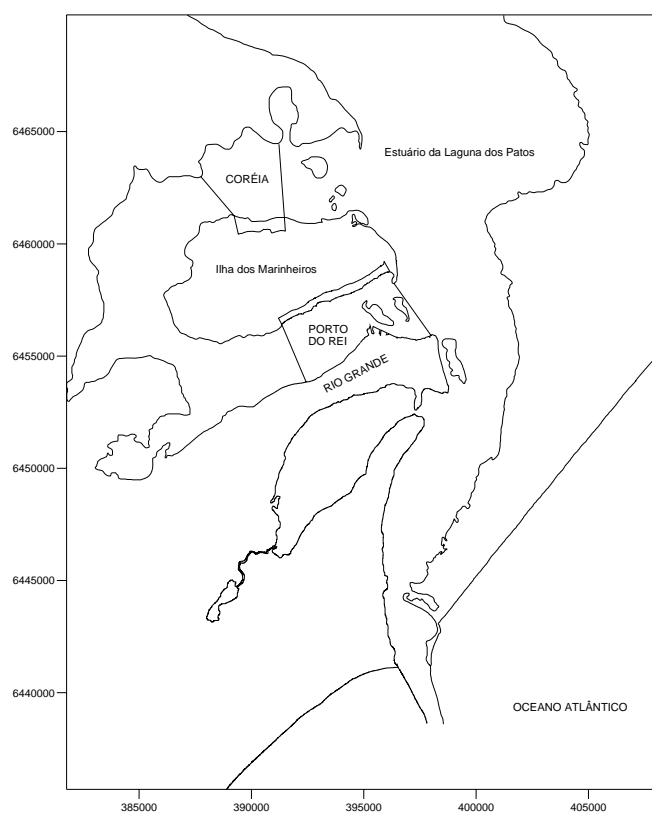 6465000
Estuário da Laguna dos Patos
CORÉIA
6460000
Ilha dos Marinheiros
PORTO
DO REI
6455000
RIO GRANDE
6450000
6445000
6440000
OCEANO ATLÂNTICO
385000 390000 395000 400000 405000